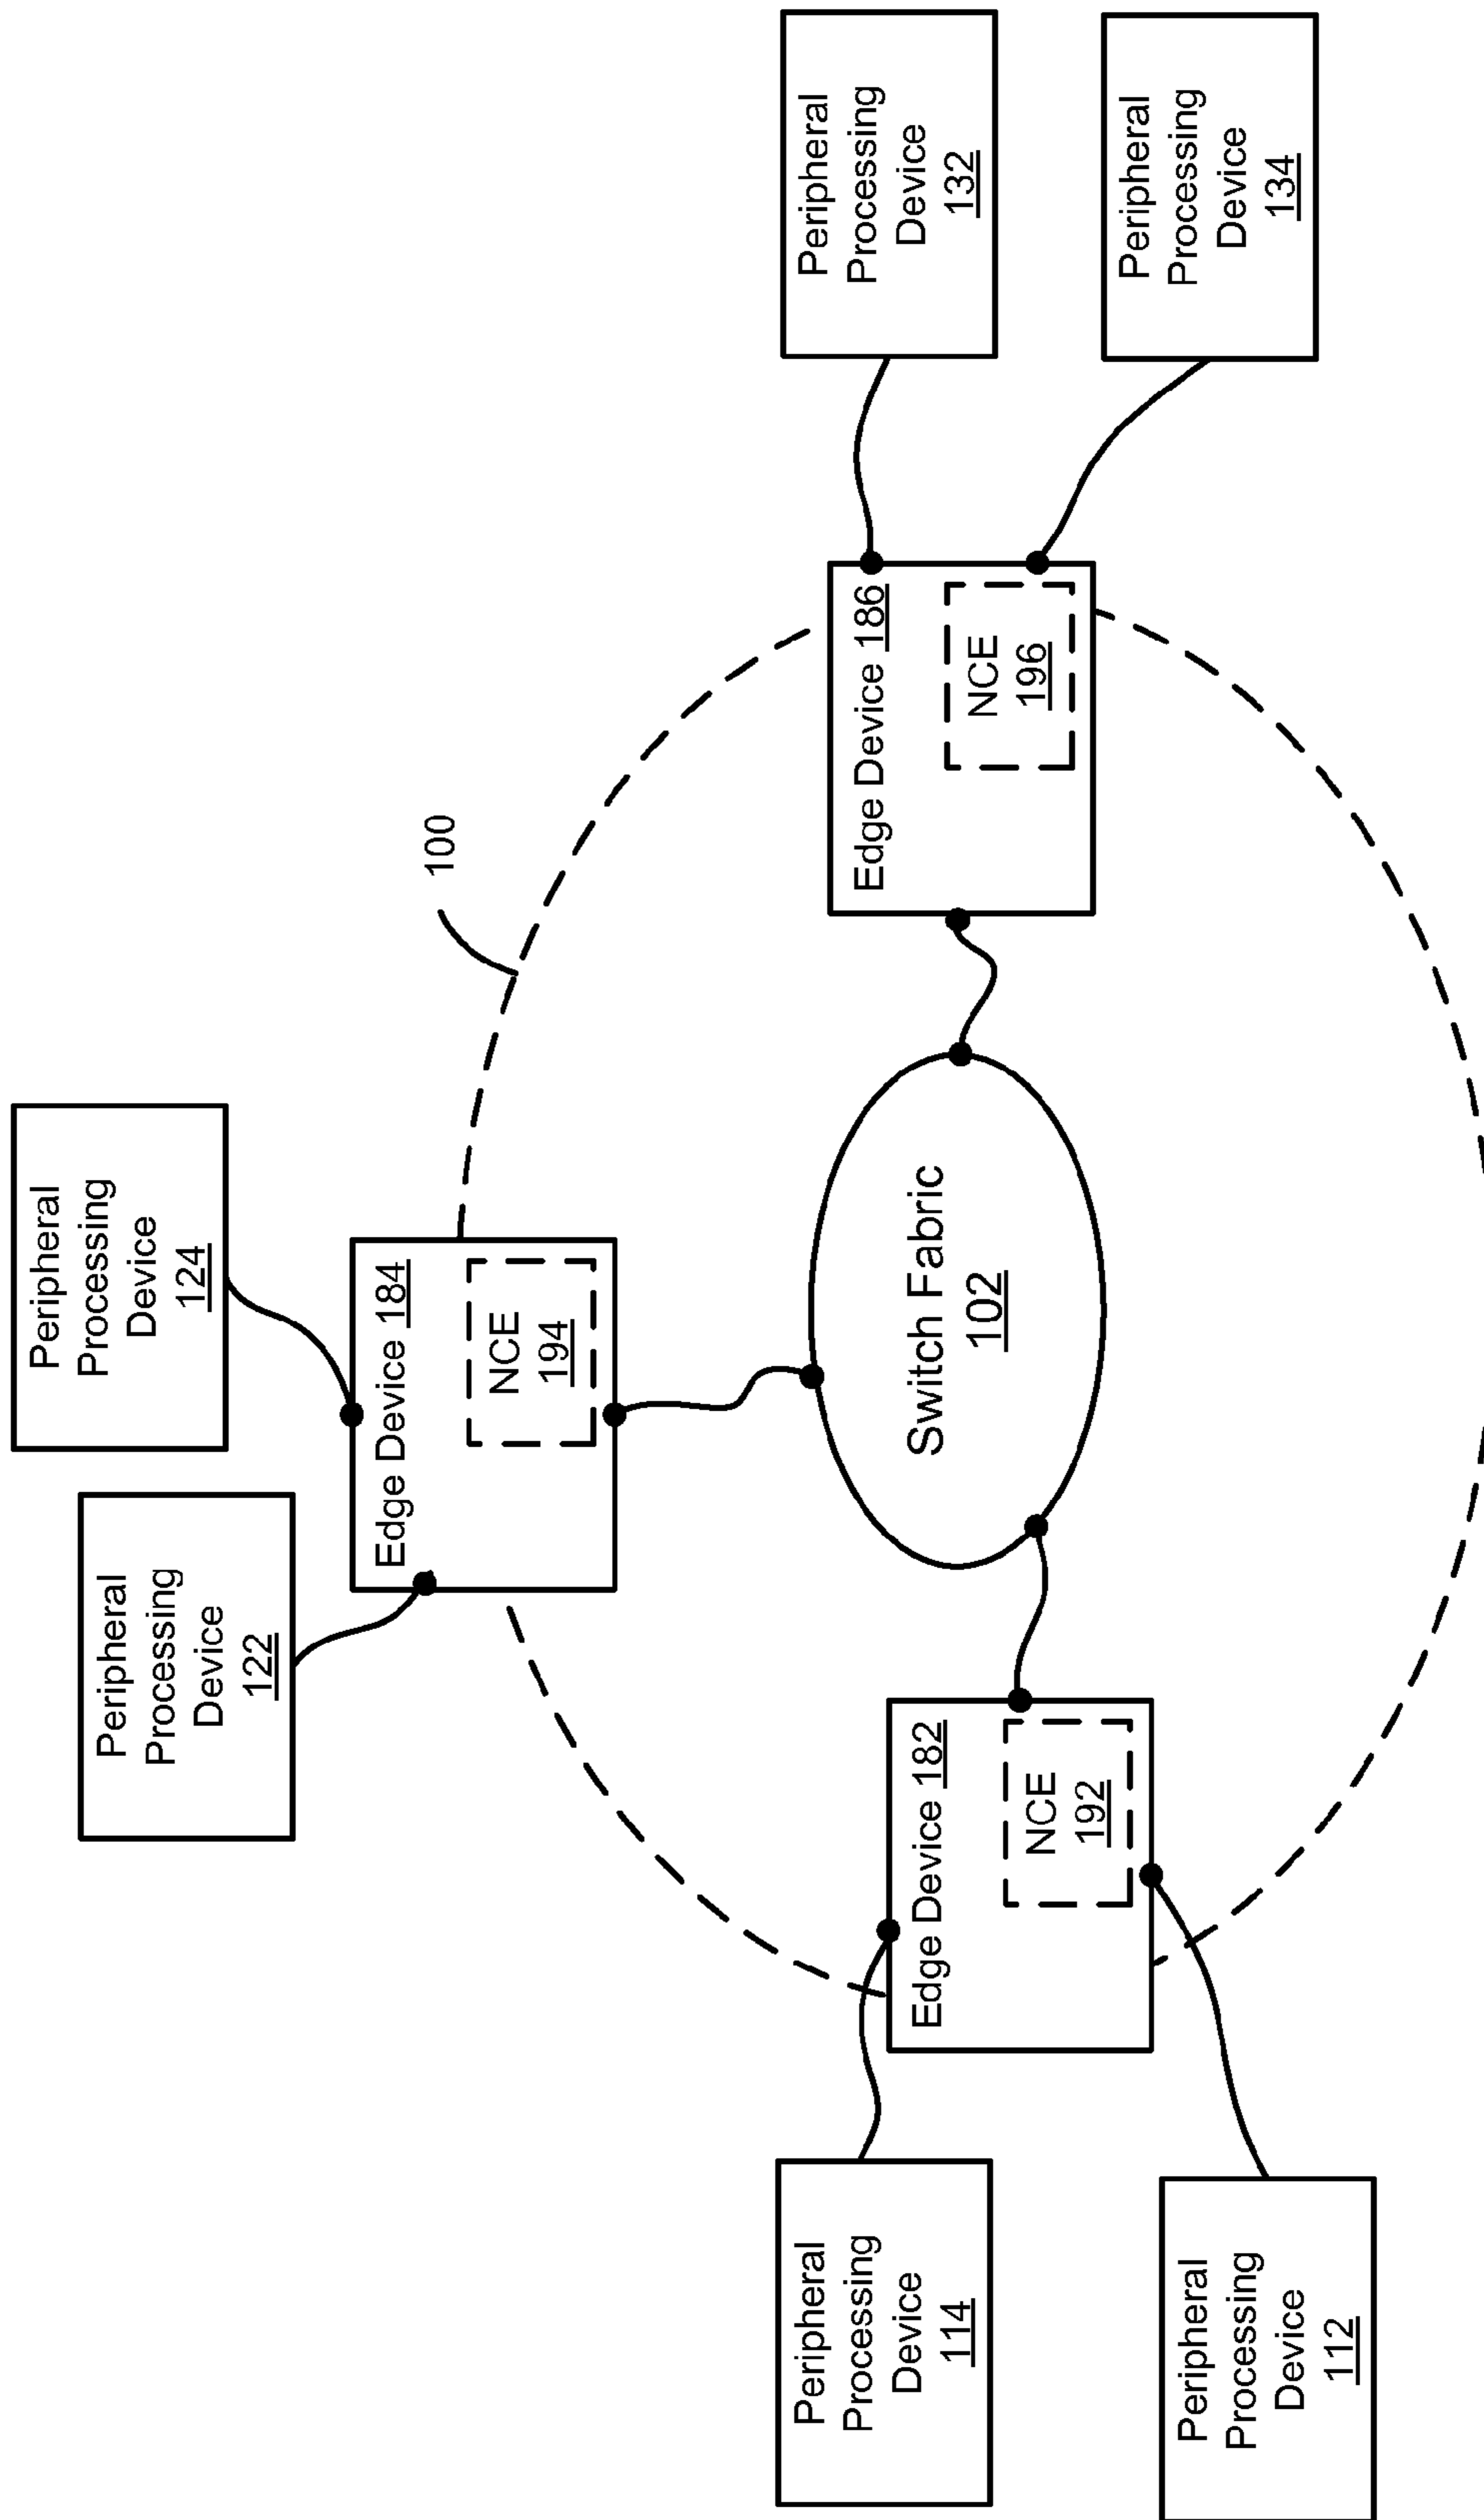 Peripheral
Processing
Device
124
Peripheral
Processing
Device
122
100
Edge Device 184
NCE
194
Peripheral
Processing
Device
114
Peripheral
Processing
Device
132
Edge Device 182
NCE
192
Switch Fabric
102
Edge Device 186
NCE
196
Peripheral
Processing
Device
112
Peripheral
Processing
Device
134